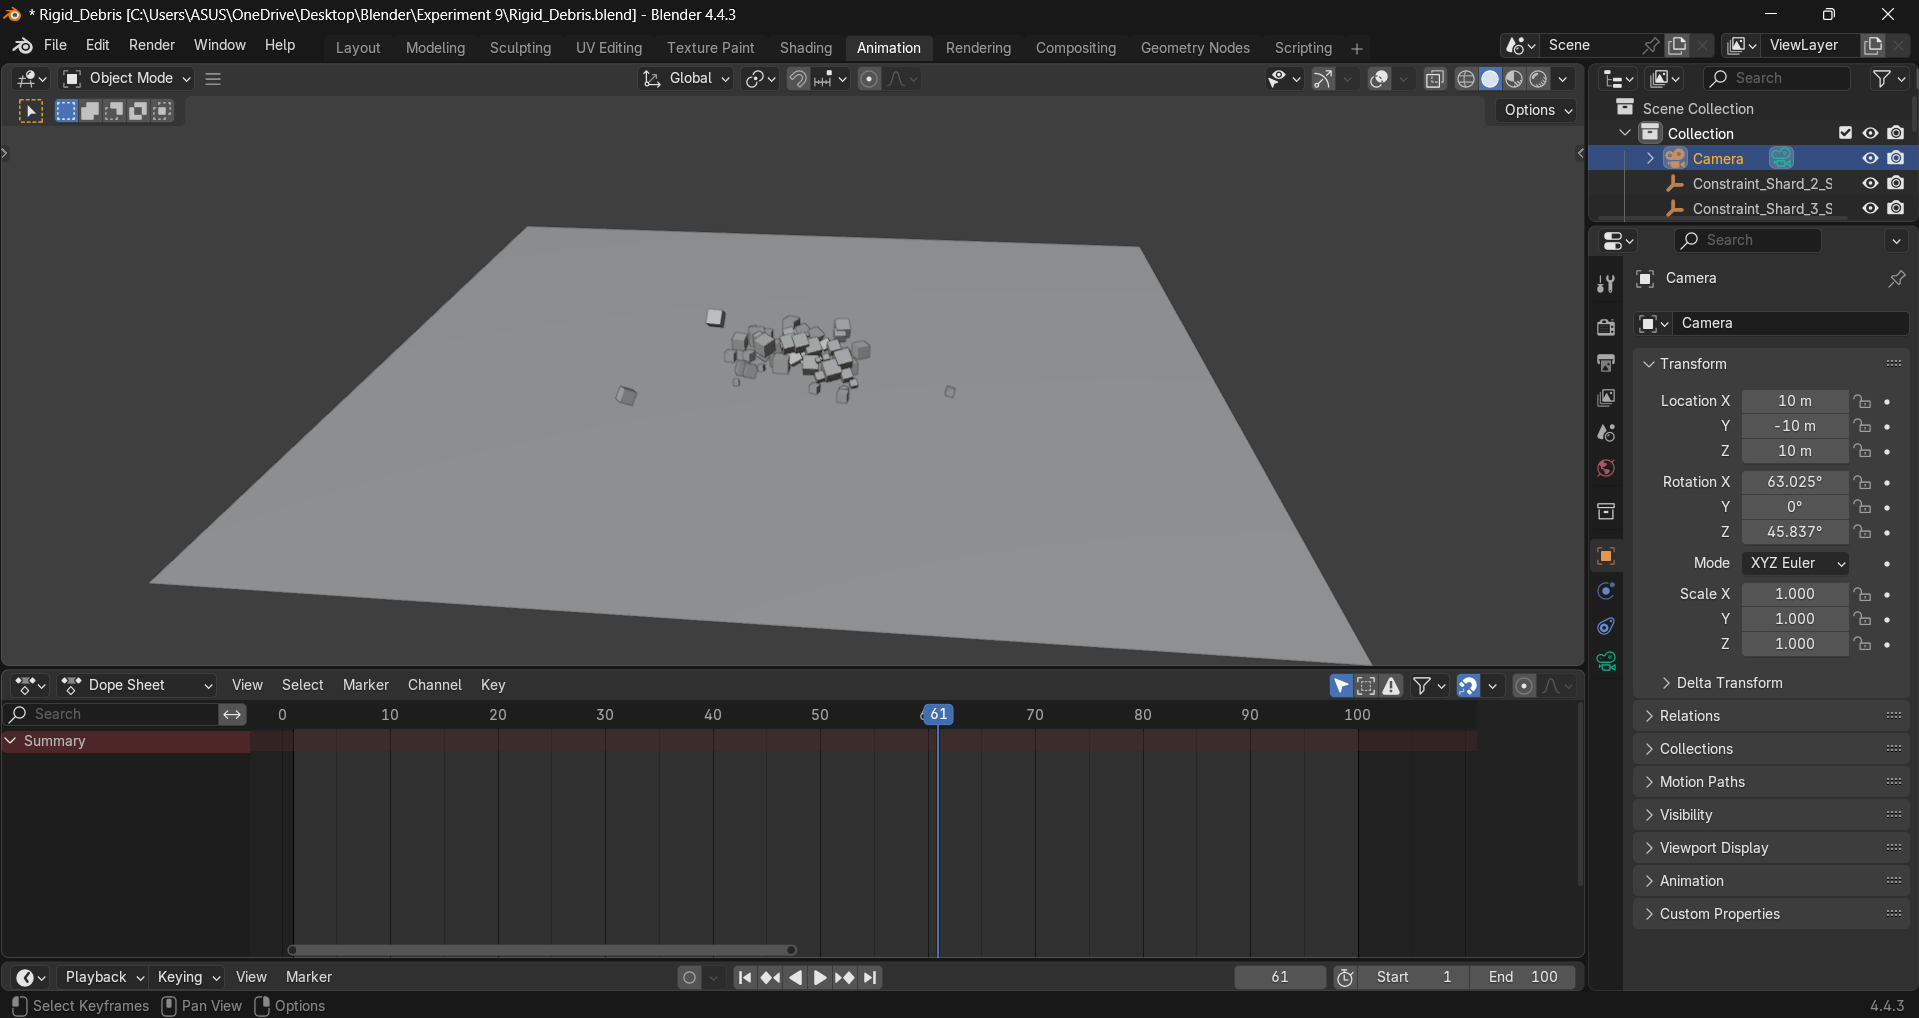 * Rigid_Debris [C:\Users\ASUS\OneDrive\Desktop\Blender\Experiment 9\Rigid_Debris.blend] - Blender 4.4.3
File Edit Render Window Help Layout Modeling Sculpting UV Editing Texture Paint Shading Animation Rendering Compositing Geometry Nodes Scripting + Scene ViewLayer
Object Mode Global Search
Options
Scene Collection
Collection
Camera
Constraint_Shard_2_S
Constraint_Shard_3_S
Search
Camera
Camera
Transform
Location X 10 m
Y -10 m
Z 10 m
Rotation X 63.025°
Y 0°
Z 45.837°
Mode XYZ Euler
Scale X 1.000
Y 1.000
Z 1.000
Delta Transform
Relations
Collections
Motion Paths
Visibility
Viewport Display
Animation
Custom Properties
Dope Sheet View Select Marker Channel Key
Search 0 10 20 30 40 50 61 70 80 90 100
Summary
Playback Keying View Marker 61 Start 1 End 100
Select Keyframes Pan View Options 4.4.3